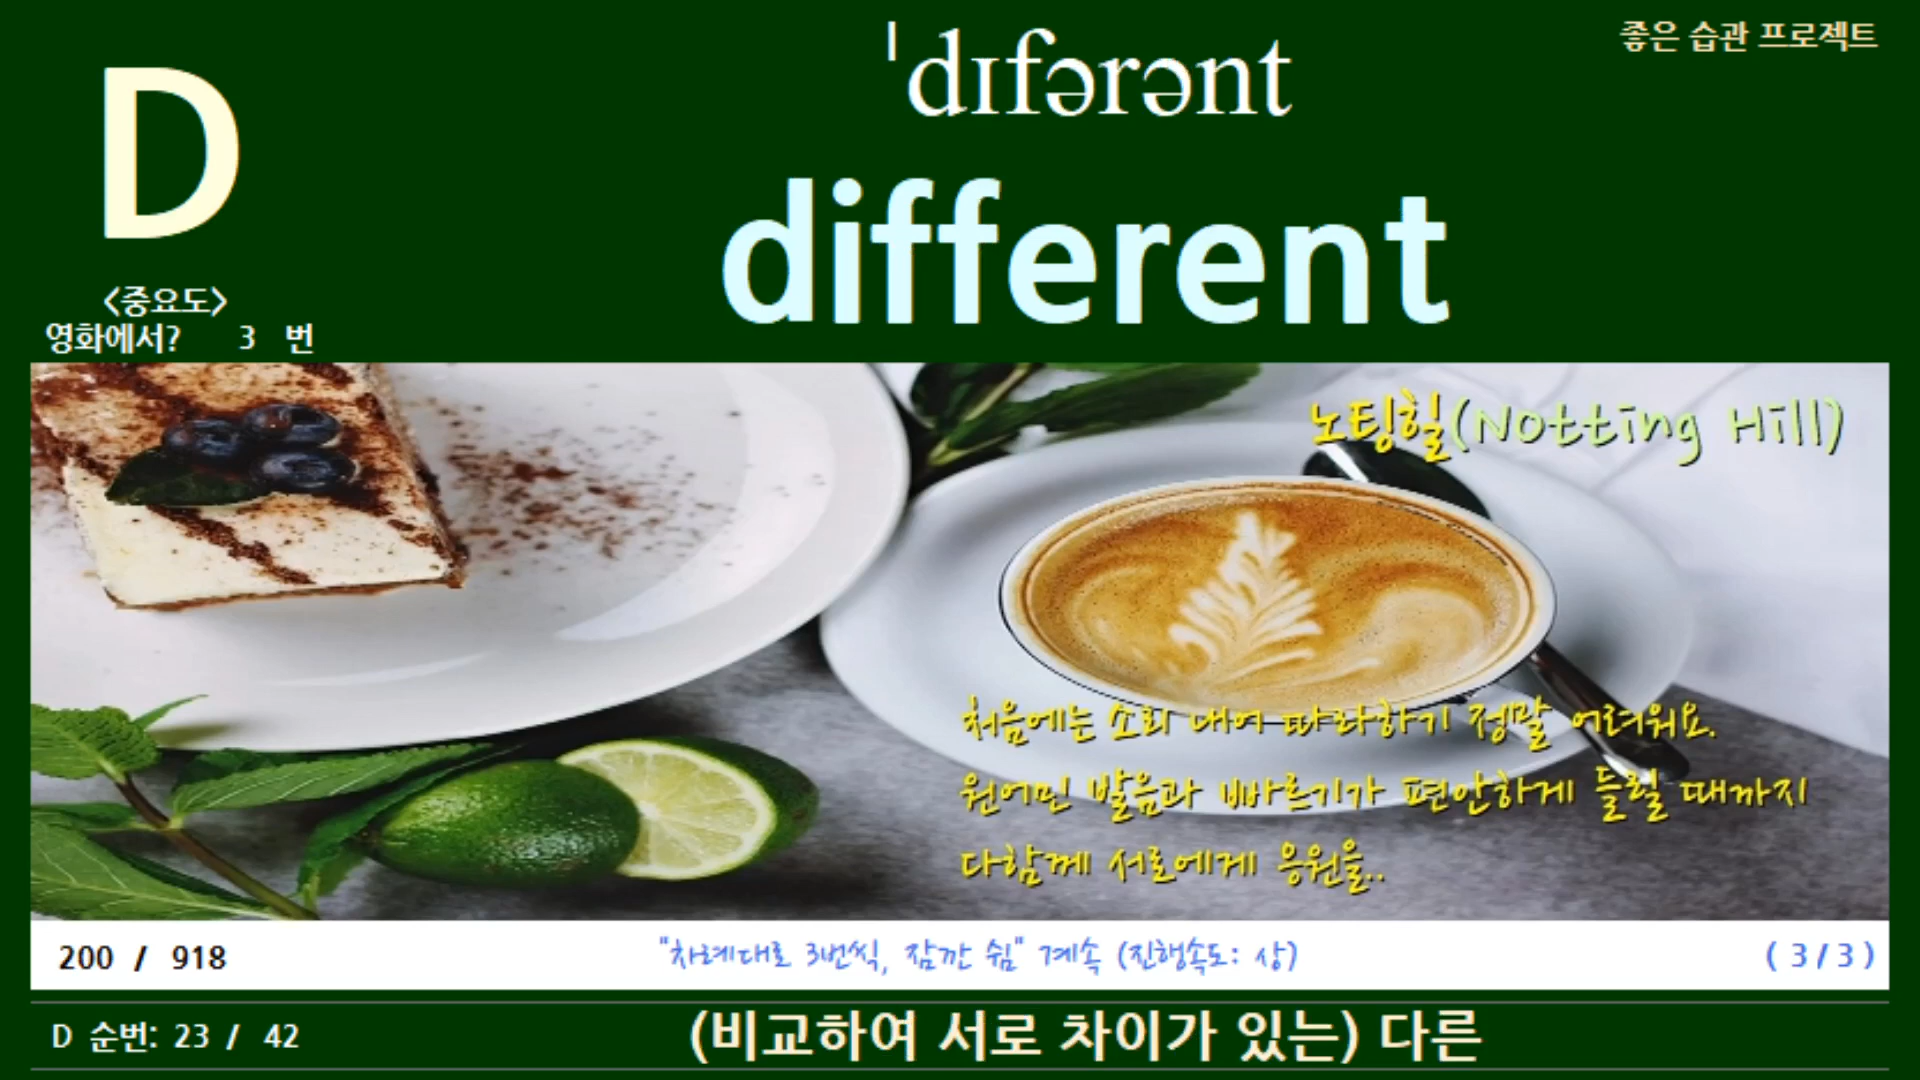 좋은 습관 프로젝트
D
ˈdɪfərənt
different
<중요도>
영화에서? 3 번
노팅힐(Notting Hill)
처음에는 소리 내어 따라하기 정말 어려워요.
원어민 발음과 빠르기가 편안하게 들릴 때까지
다함께 서로에게 응원을..
200 / 918
"차례대로 3번씩, 잠깐 쉼" 계속 (진행속도: 상)
( 3 / 3 )
D 순번: 23 / 42
(비교하여 서로 차이가 있는) 다른